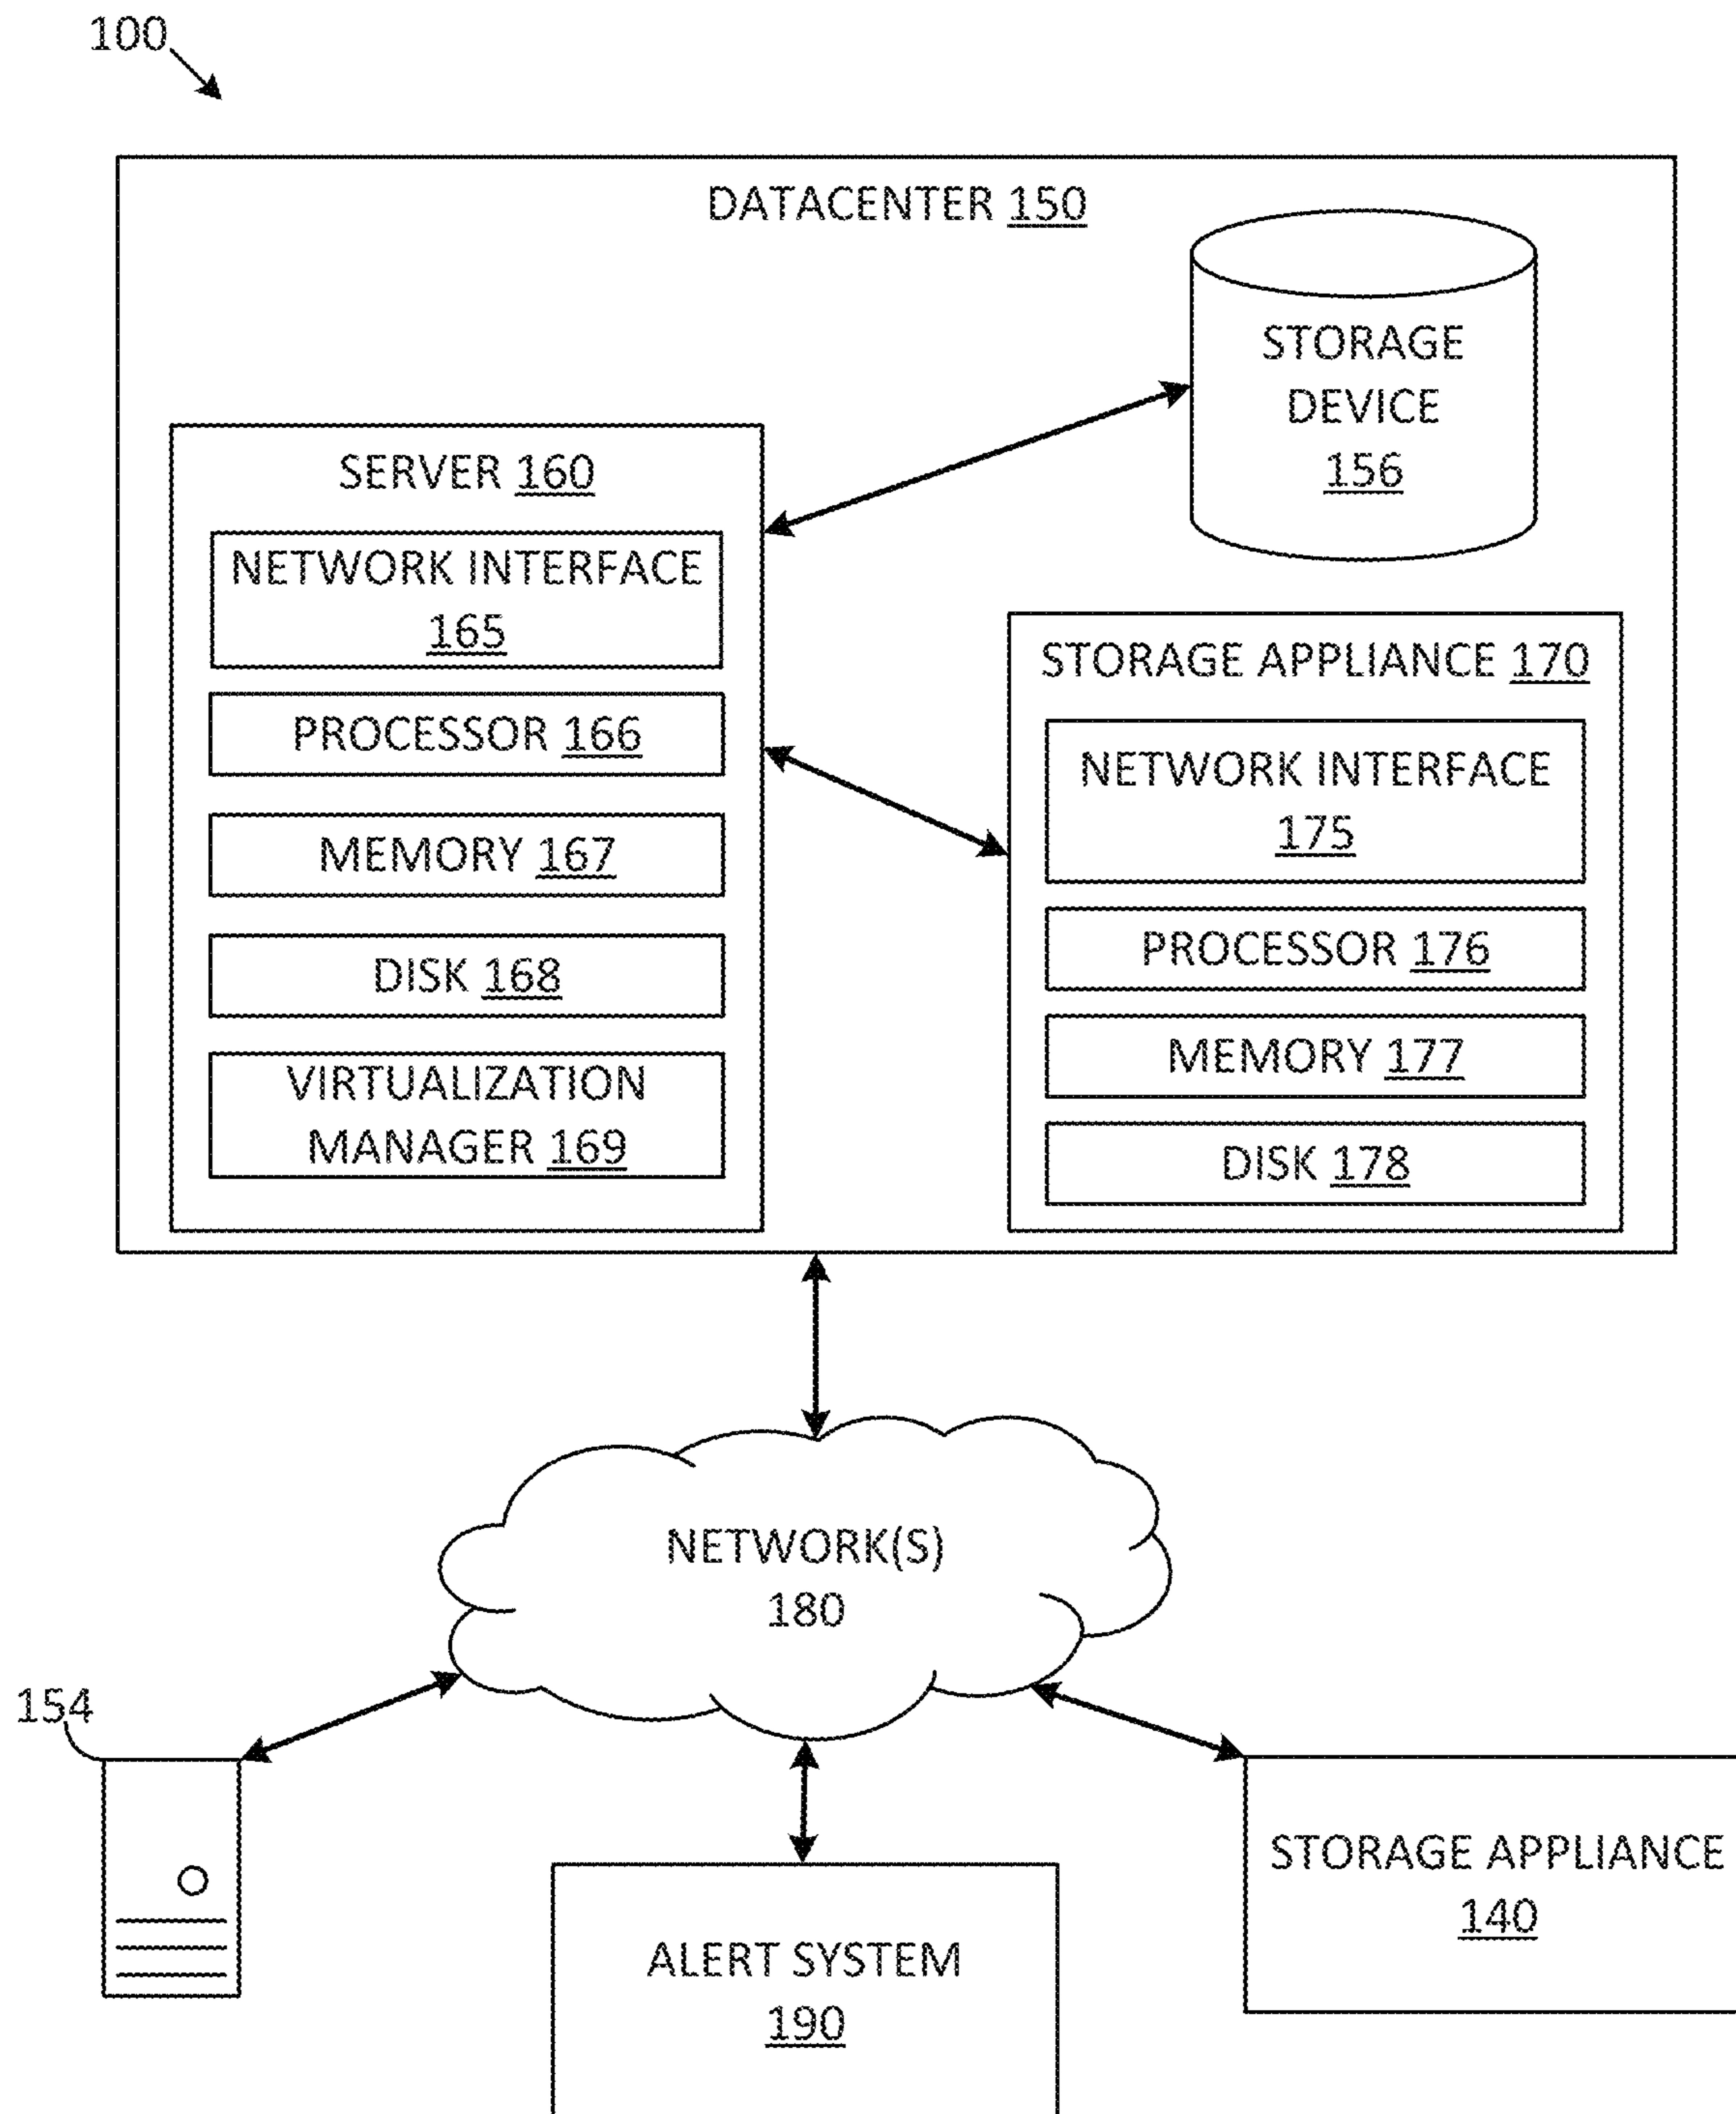 100
DATACENTER 150
STORAGE
DEVICE
156
SERVER 160
NETWORK INTERFACE
165
PROCESSOR 166
MEMORY 167
DISK 168
VIRTUALIZATION
MANAGER 169
STORAGE APPLIANCE 170
NETWORK INTERFACE
175
PROCESSOR 176
MEMORY 177
DISK 178
NETWORK(S)
180
154
ALERT SYSTEM
190
STORAGE APPLIANCE
140